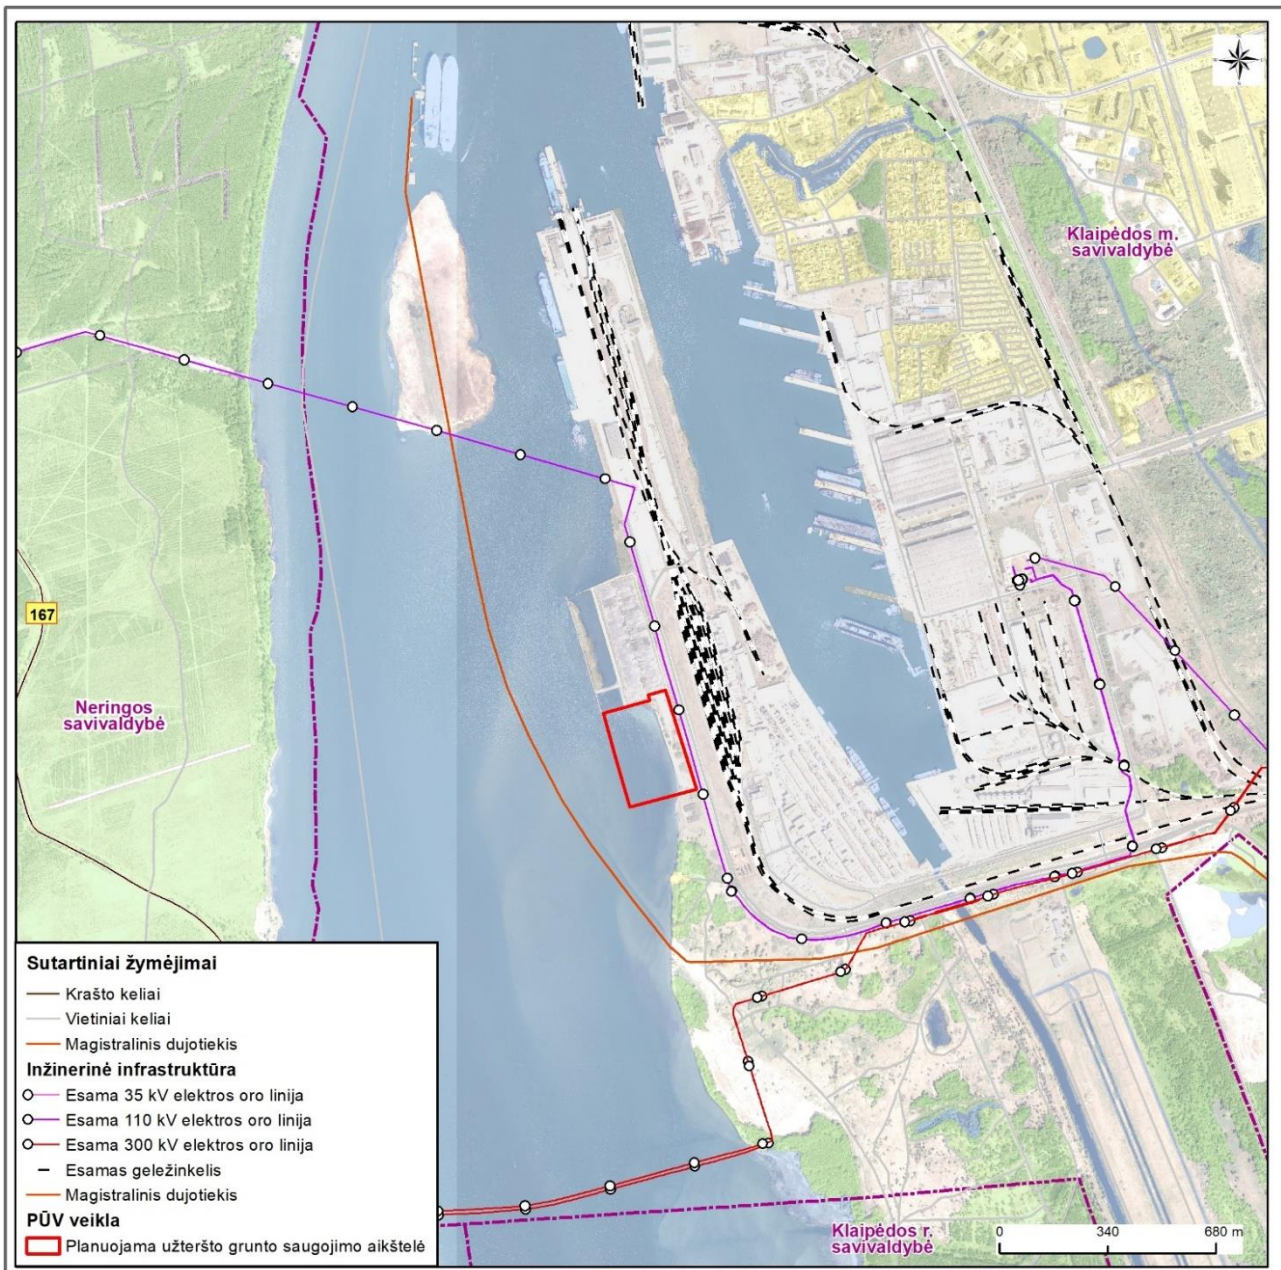 Klaipėdos m.
savivaldybė
167
Neringos
savivaldybė
Sutartiniai žymėjimai
Krašto keliai
Vietiniai keliai
Magistralinis dujotiekis
Inžinerinė infrastruktūra
Esama 35 kV elektros oro linija
Esama 110 kV elektros oro linija
Esama 300 kV elektros oro linija
Esamas geležinkelis
Magistralinis dujotiekis
PŪV veikla
Planuojama užteršto grunto saugojimo aikštelė
Klaipėdos r.
savivaldybė
0 340 680 m